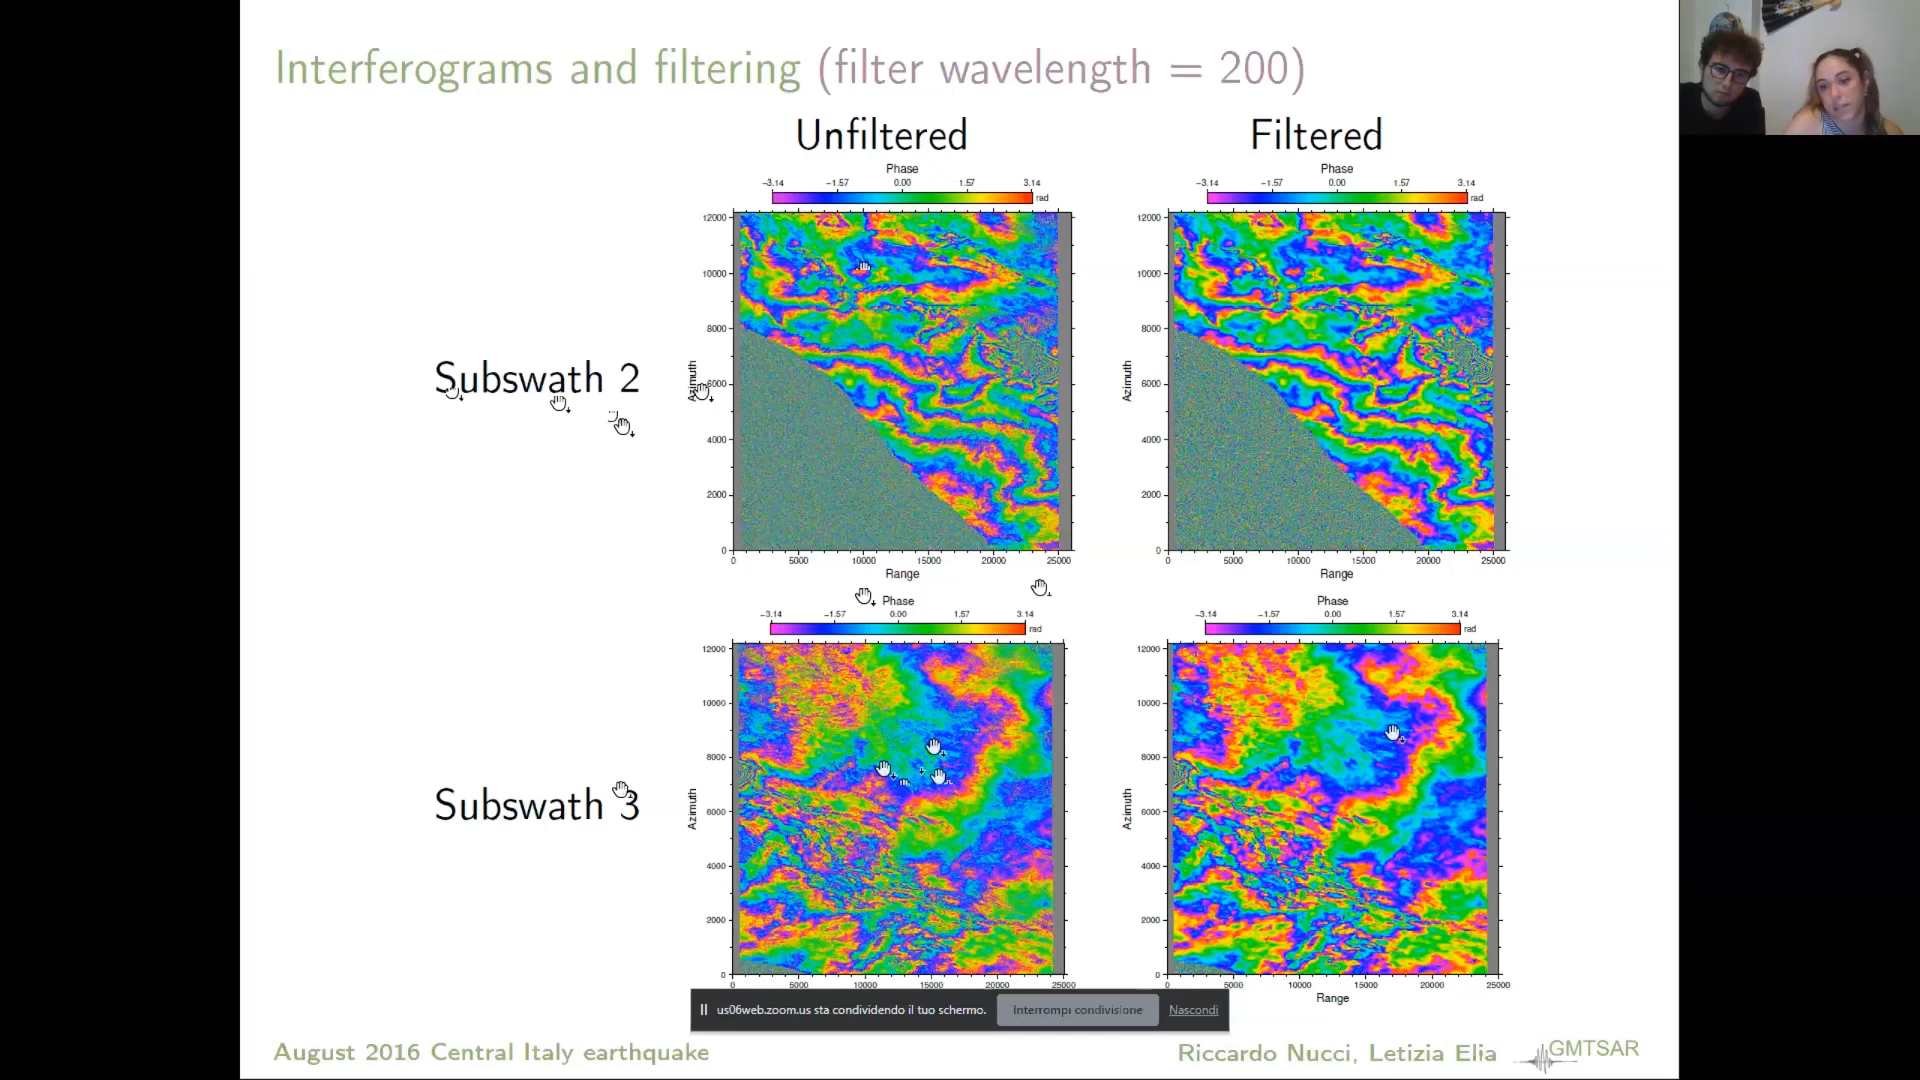 Interferograms and filtering (filter wavelength = 200)
Unfiltered
Filtered
Phase
−3.14 −1.57 0.00 1.57 3.14
rad
Phase
−3.14 −1.57 0.00 1.57 3.14
rad
Subswath 2
Azimuth
12000
10000
8000
6000
4000
2000
0
0 5000 10000 15000 20000 25000
Range
Azimuth
12000
10000
8000
6000
4000
2000
0
0 5000 10000 15000 20000 25000
Range
Phase
−3.14 −1.57 0.00 1.57 3.14
rad
Phase
−3.14 −1.57 0.00 1.57 3.14
rad
Subswath 3
Azimuth
12000
10000
8000
6000
4000
2000
0
0 5000 10000 15000 20000 25000
Azimuth
12000
10000
8000
6000
4000
2000
0
0 5000 10000 15000 20000 25000
Range
us06web.zoom.us sta condividendo il tuo schermo.
Interrompi condivisione
Nascondi
August 2016 Central Italy earthquake
Riccardo Nucci, Letizia Elia
GMTSAR